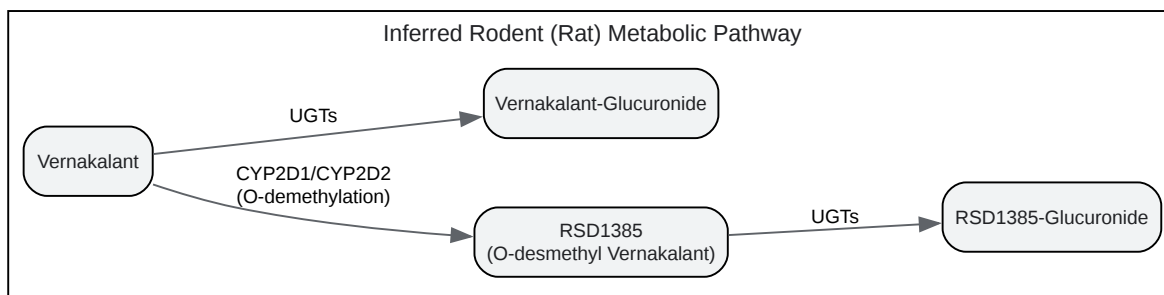 Inferred Rodent (Rat) Metabolic Pathway
Vernakalant
UGTs
Vernakalant-Glucuronide
CYP2D1/CYP2D2
(O-demethylation)
RSD1385
(O-desmethyl Vernakalant)
UGTs
RSD1385-Glucuronide